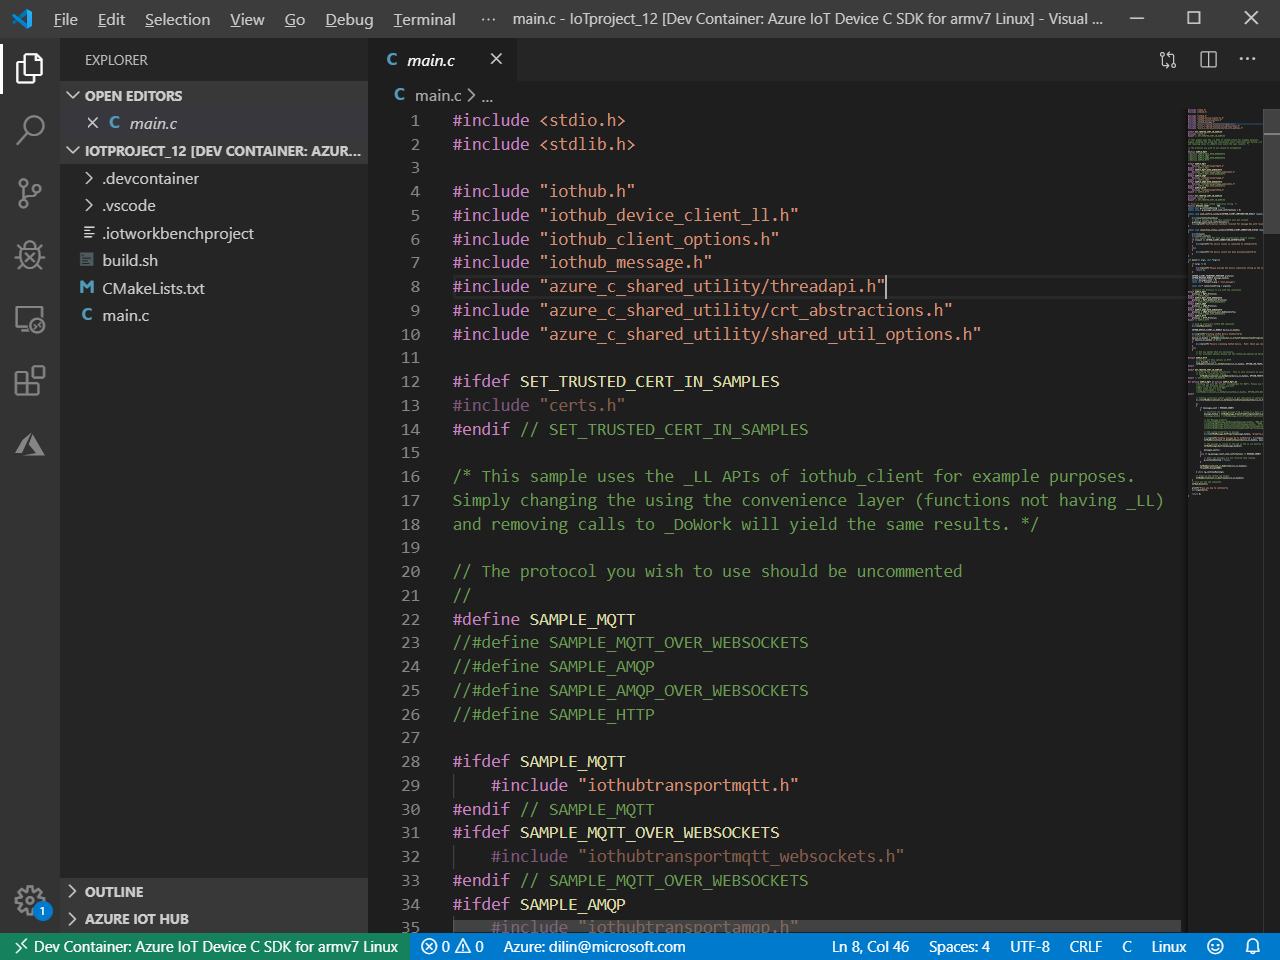 File Edit Selection View Go Debug Terminal ··· main.c - IoTproject_12 [Dev Container: Azure IoT Device C SDK for armv7 Linux] - Visual ...
EXPLORER
OPEN EDITORS
C main.c
IOTPROJECT_12 [DEV CONTAINER: AZUR...
.devcontainer
.vscode
.iotworkbenchproject
build.sh
M CMakeLists.txt
C main.c
OUTLINE
AZURE IOT HUB
1
C main.c
C main.c > ...
1 #include <stdio.h>
2 #include <stdlib.h>
3
4 #include "iothub.h"
5 #include "iothub_device_client_ll.h"
6 #include "iothub_client_options.h"
7 #include "iothub_message.h"
8 #include "azure_c_shared_utility/threadapi.h"
9 #include "azure_c_shared_utility/crt_abstractions.h"
10 #include "azure_c_shared_utility/shared_util_options.h"
11
12 #ifdef SET_TRUSTED_CERT_IN_SAMPLES
13 #include "certs.h"
14 #endif // SET_TRUSTED_CERT_IN_SAMPLES
15
16 /* This sample uses the _LL APIs of iothub_client for example purposes.
17 Simply changing the using the convenience layer (functions not having _LL)
18 and removing calls to _DoWork will yield the same results. */
19
20 // The protocol you wish to use should be uncommented
21 //
22 #define SAMPLE_MQTT
23 //#define SAMPLE_MQTT_OVER_WEBSOCKETS
24 //#define SAMPLE_AMQP
25 //#define SAMPLE_AMQP_OVER_WEBSOCKETS
26 //#define SAMPLE_HTTP
27
28 #ifdef SAMPLE_MQTT
29 #include "iothubtransportmqtt.h"
30 #endif // SAMPLE_MQTT
31 #ifdef SAMPLE_MQTT_OVER_WEBSOCKETS
32 #include "iothubtransportmqtt_websockets.h"
33 #endif // SAMPLE_MQTT_OVER_WEBSOCKETS
34 #ifdef SAMPLE_AMQP
35 #include "iothubtransportamqp.h"
Dev Container: Azure IoT Device C SDK for armv7 Linux 0 0 Azure: dilin@microsoft.com Ln 8, Col 46 Spaces: 4 UTF-8 CRLF C Linux